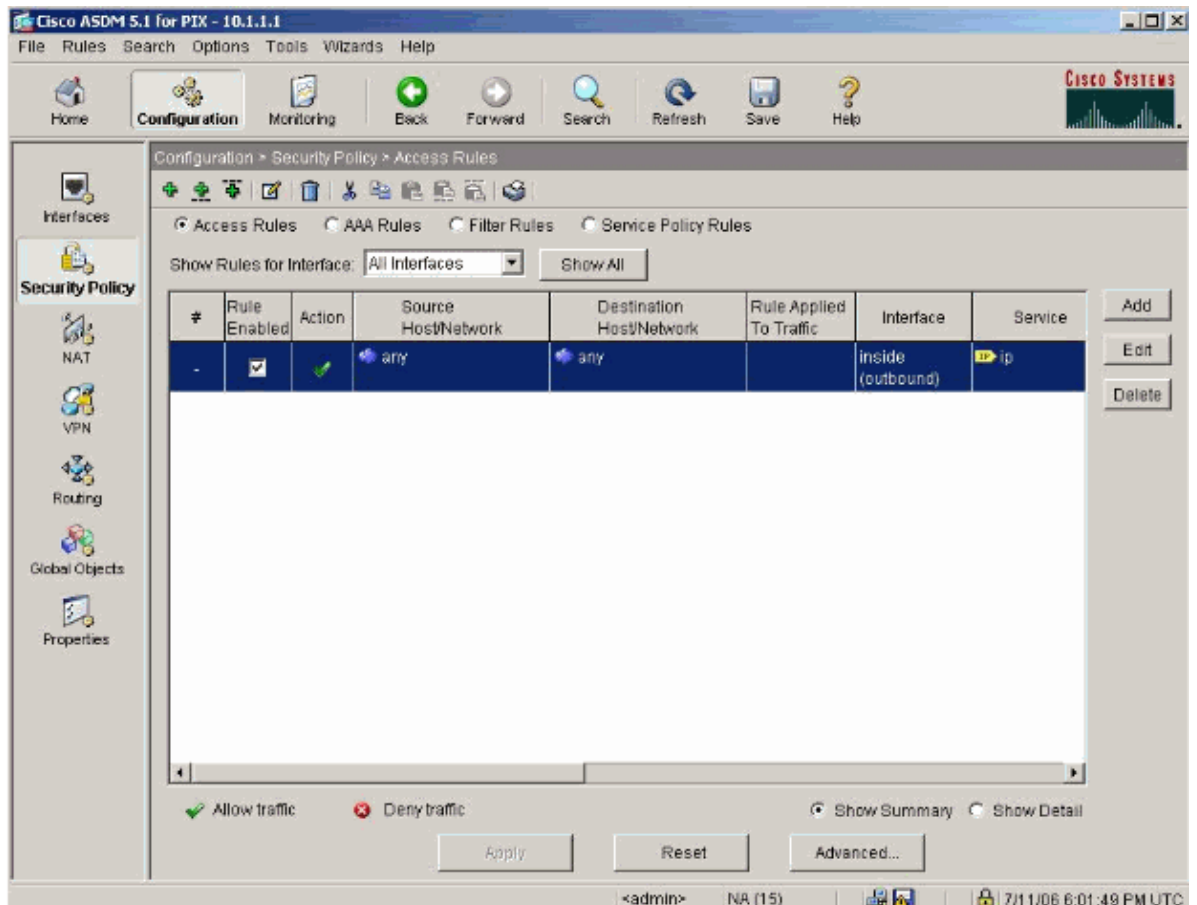 Cisco ASDM 5.1 for PIX - 10.1.1.1
File Rules Search Options Tools Wizards Help
Home Configuration Monitoring Back Forward Search Refresh Save Help
CISCO SYSTEMS
Configuration > Security Policy > Access Rules
Interfaces
Security Policy
NAT
VPN
Routing
Global Objects
Properties
Access Rules AAA Rules Filter Rules Service Policy Rules
Show Rules for Interface: All Interfaces Show All
# Rule Enabled Action Source Host/Network Destination Host/Network Rule Applied To Traffic Interface Service
- any any inside (outbound) IP ip
Add
Edit
Delete
Allow traffic Deny traffic Show Summary Show Detail
Apply Reset Advanced...
<admin> NA (15) 7/11/06 6:01:49 PM UTC